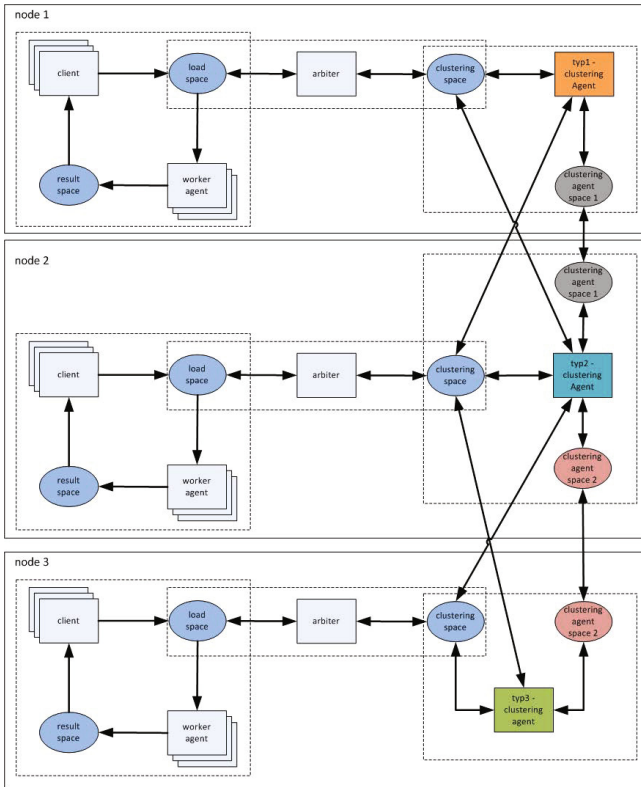 node 1
client
load
space
arbiter
clustering
space
typ1 -
clustering
Agent
result
space
worker
agent
clustering
agent
space 1
node 2
clustering
agent
space 1
client
load
space
arbiter
clustering
space
typ2 -
clustering
Agent
result
space
worker
agent
clustering
agent
space 2
node 3
client
load
space
arbiter
clustering
space
clustering
agent
space 2
result
space
worker
agent
typ3 -
clustering
agent